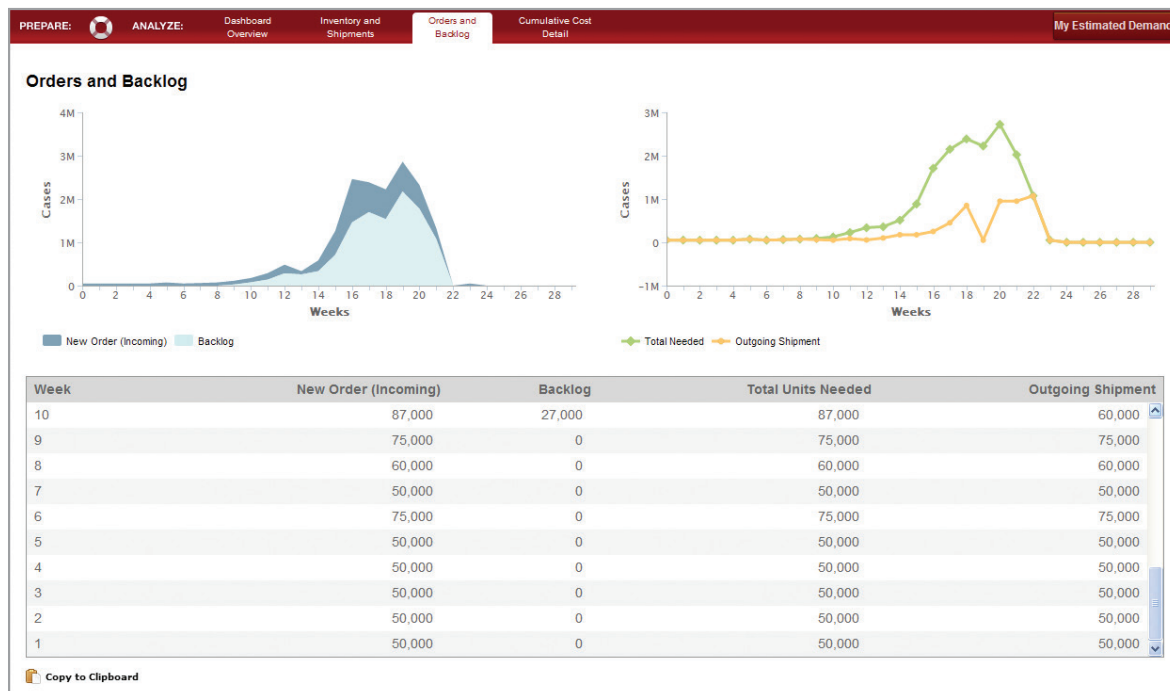 PREPARE: ANALYZE: Dashboard Overview Inventory and Shipments Orders and Backlog Cumulative Cost Detail My Estimated Demand
Orders and Backlog
4M
3M
2M
1M
0
Cases
0 2 4 6 8 10 12 14 16 18 20 22 24 26 28
Weeks
New Order (Incoming) Backlog
3M
2M
1M
0
-1M
Cases
0 2 4 6 8 10 12 14 16 18 20 22 24 26 28
Weeks
Total Needed Outgoing Shipment
Week New Order (Incoming) Backlog Total Units Needed Outgoing Shipment
10 87,000 27,000 87,000 60,000
9 75,000 0 75,000 75,000
8 60,000 0 60,000 60,000
7 50,000 0 50,000 50,000
6 75,000 0 75,000 75,000
5 50,000 0 50,000 50,000
4 50,000 0 50,000 50,000
3 50,000 0 50,000 50,000
2 50,000 0 50,000 50,000
1 50,000 0 50,000 50,000
Copy to Clipboard